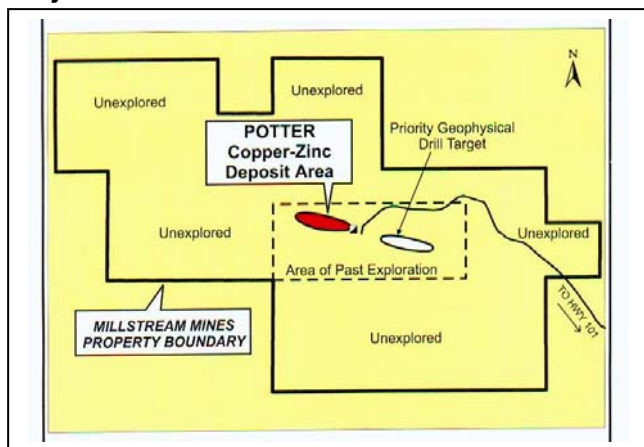 N
Unexplored
Unexplored
POTTER
Copper-Zinc
Deposit Area
Priority Geophysical
Drill Target
Unexplored
Unexplored
Area of Past Exploration
TO HWY 101
MILLSTREAM MINES
PROPERTY BOUNDARY
Unexplored